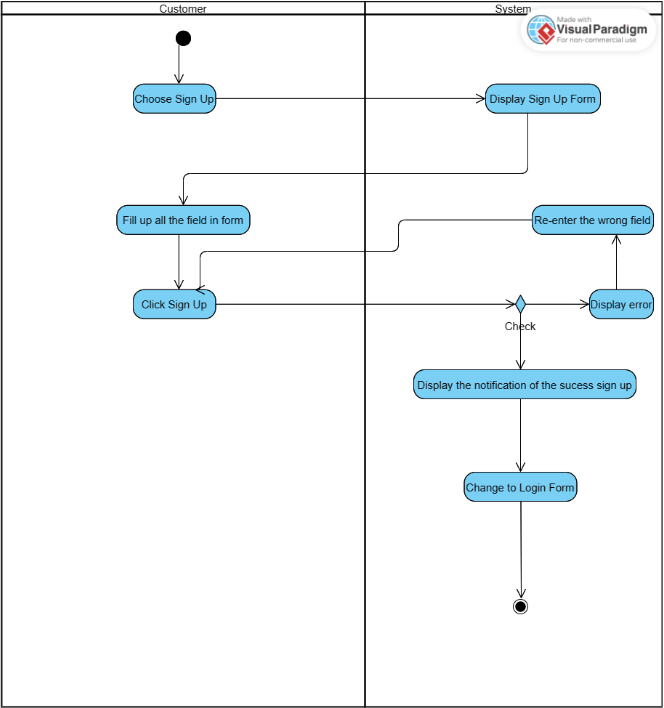 Customer
System
Made with
VisualParadigm
For non-commercial use
Choose Sign Up
Display Sign Up Form
Fill up all the field in form
Re-enter the wrong field
Click Sign Up
Display error
Check
Display the notification of the sucess sign up
Change to Login Form